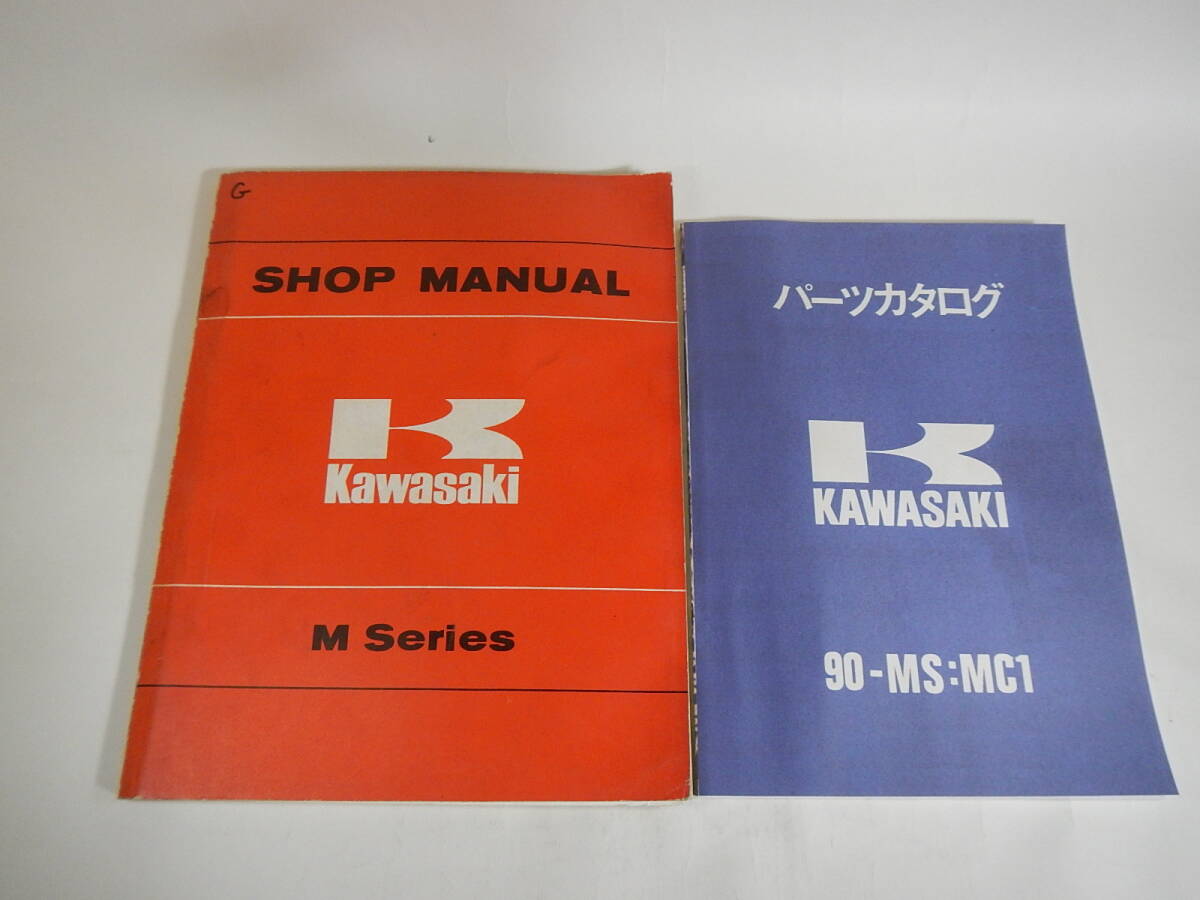 G
SHOP MANUAL
Kawasaki
M Series
パーツカタログ
KAWASAKI
90-MS:MC1